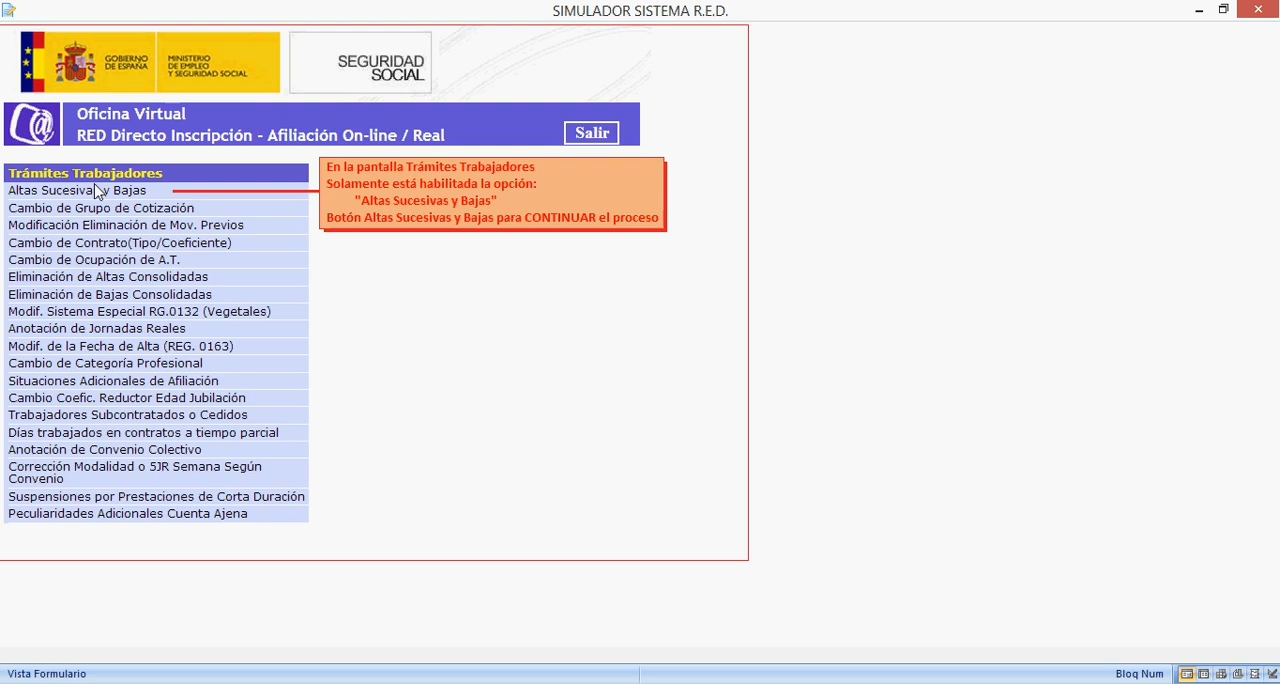 SIMULADOR SISTEMA R.E.D.
GOBIERNO
DE ESPAÑA
MINISTERIO
DE EMPLEO
Y SEGURIDAD SOCIAL
SEGURIDAD
SOCIAL
Oficina Virtual
RED Directo Inscripción - Afiliación On-line / Real
Salir
Trámites Trabajadores
Altas Sucesivas y Bajas
Cambio de Grupo de Cotización
Modificación Eliminación de Mov. Previos
Cambio de Contrato(Tipo/Coeficiente)
Cambio de Ocupación de A.T.
Eliminación de Altas Consolidadas
Eliminación de Bajas Consolidadas
Modif. Sistema Especial RG.0132 (Vegetales)
Anotación de Jornadas Reales
Modif. de la Fecha de Alta (REG. 0163)
Cambio de Categoría Profesional
Situaciones Adicionales de Afiliación
Cambio Coefic. Reductor Edad Jubilación
Trabajadores Subcontratados o Cedidos
Días trabajados en contratos a tiempo parcial
Anotación de Convenio Colectivo
Corrección Modalidad o 5JR Semana Según
Convenio
Suspensiones por Prestaciones de Corta Duración
Peculiaridades Adicionales Cuenta Ajena
En la pantalla Trámites Trabajadores
Solamente está habilitada la opción:
"Altas Sucesivas y Bajas"
Botón Altas Sucesivas y Bajas para CONTINUAR el proceso
Vista Formulario
Bloq Num